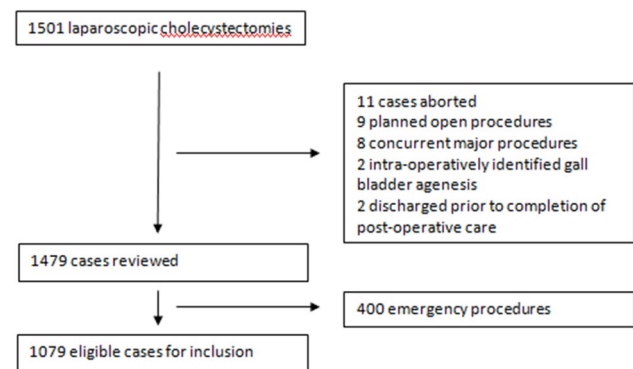 1501 laparoscopic cholecystectomies
11 cases aborted
9 planned open procedures
8 concurrent major procedures
2 intra-operatively identified gall
bladder agenesis
2 discharged prior to completion of
post-operative care
1479 cases reviewed
400 emergency procedures
1079 eligible cases for inclusion